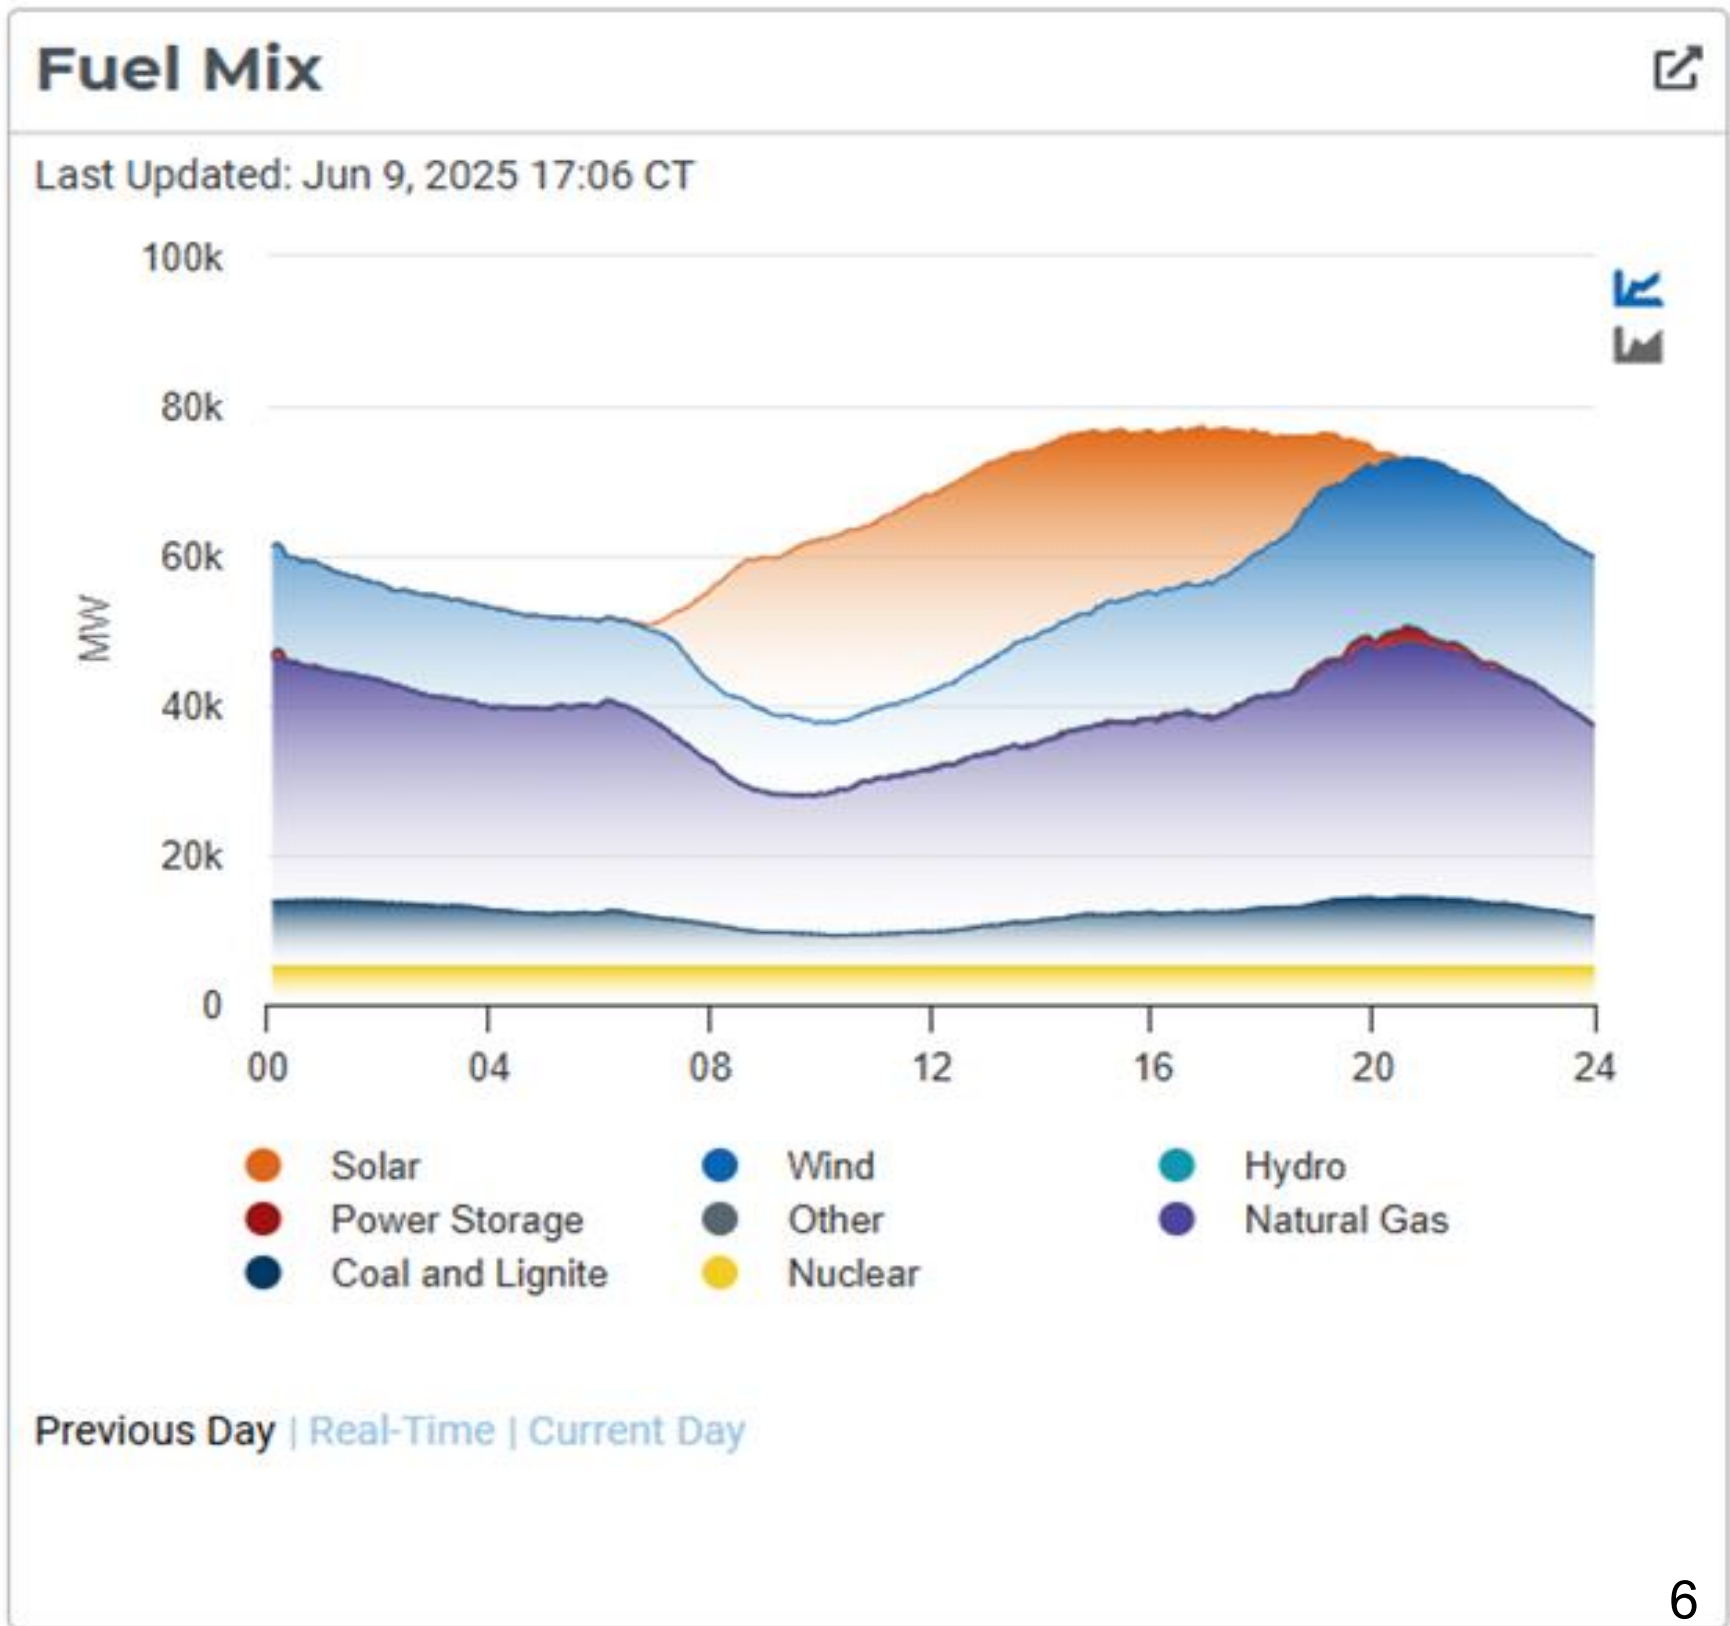 Fuel Mix
Last Updated: Jun 9, 2025 17:06 CT
100k
80k
60k
40k
20k
0
MW
00 04 08 12 16 20 24
Solar Wind Hydro
Power Storage Other Natural Gas
Coal and Lignite Nuclear
Previous Day | Real-Time | Current Day
6